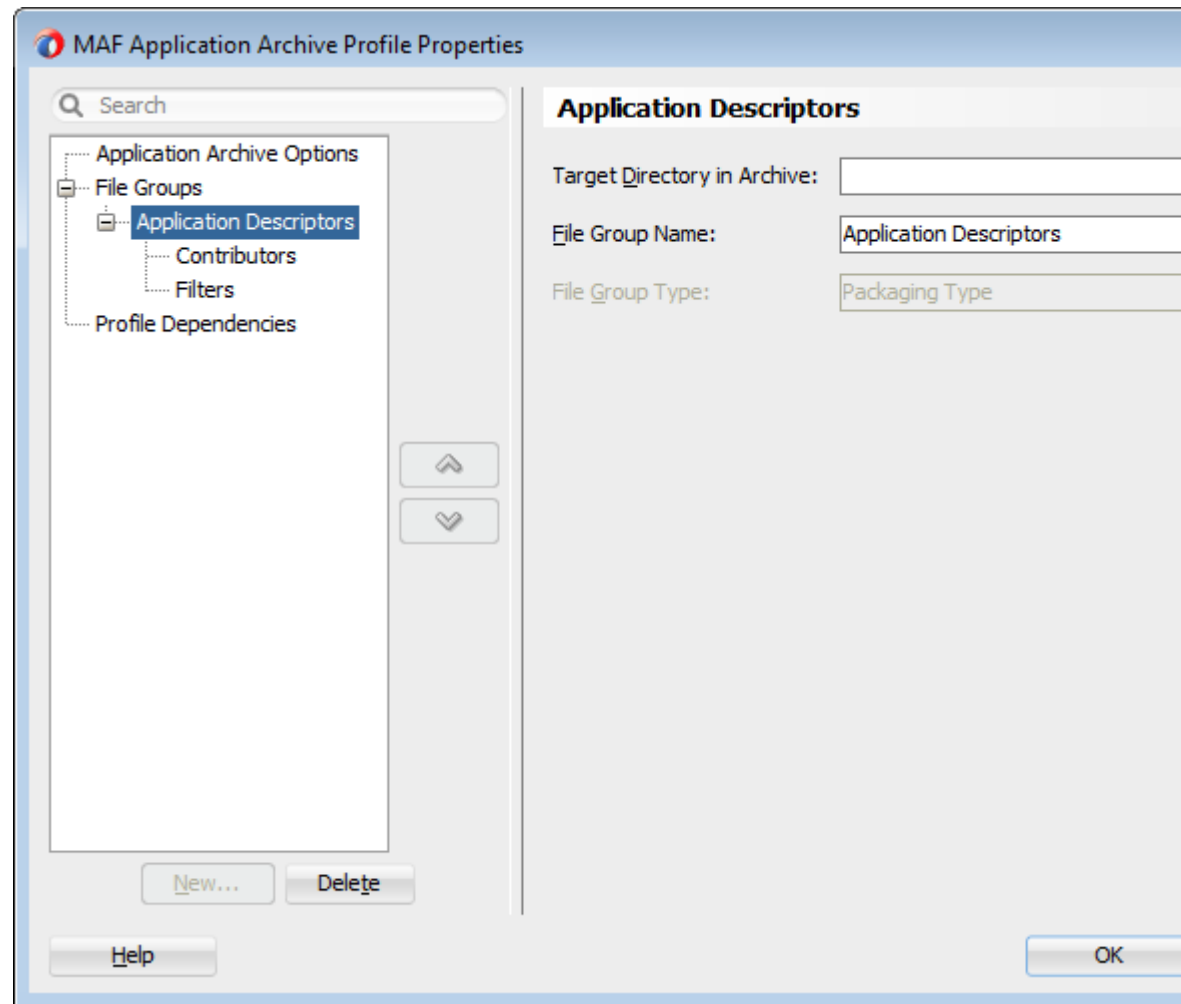 MAF Application Archive Profile Properties
Search
Application Archive Options
File Groups
Application Descriptors
Contributors
Filters
Profile Dependencies
New...
Delete
Application Descriptors
Target Directory in Archive:
File Group Name: Application Descriptors
File Group Type: Packaging Type
Help
OK